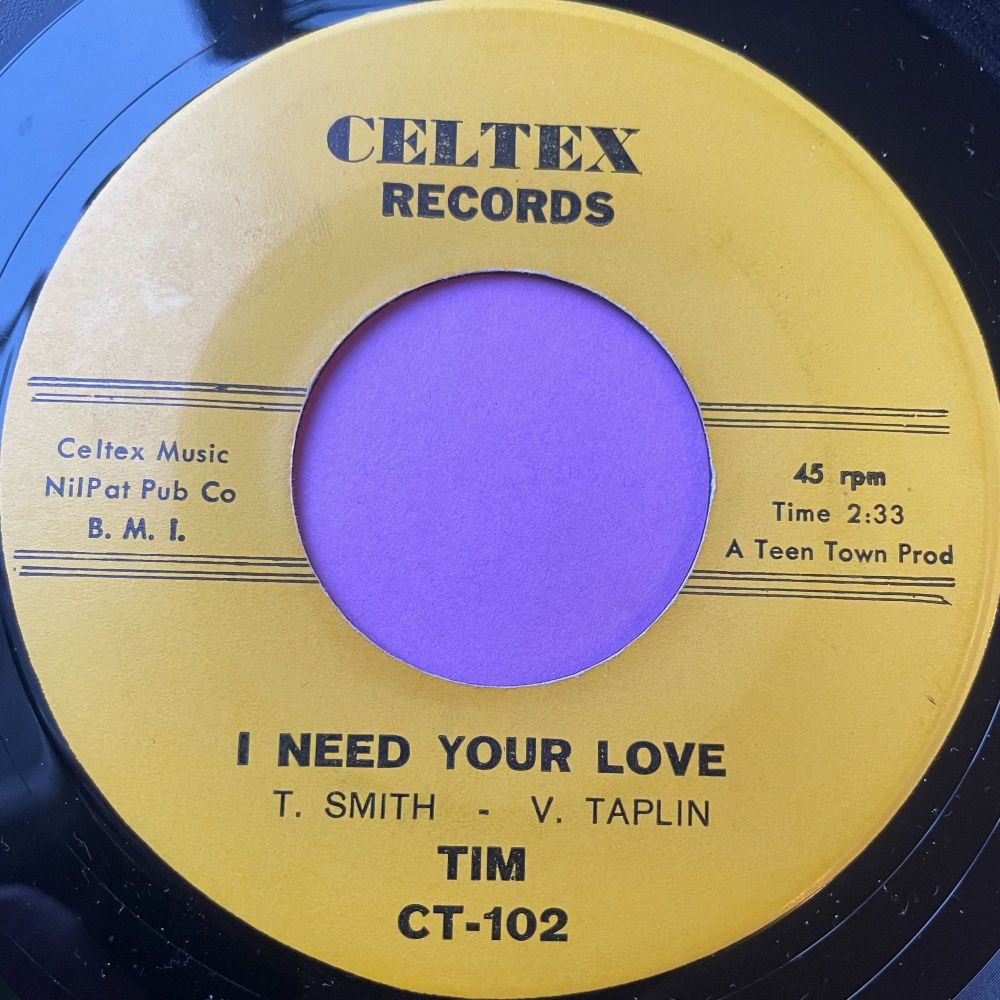 CELTEX
RECORDS
Celtex Music
NilPat Pub Co
B. M. I.
45 rpm
Time 2:33
A Teen Town Prod
I NEED YOUR LOVE
T. SMITH - V. TAPLIN
TIM
CT-102